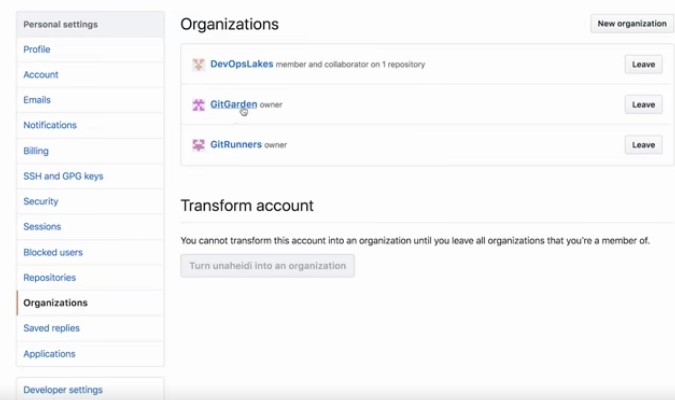 Personal settings
Profile
Account
Emails
Notifications
Billing
SSH and GPG keys
Security
Sessions
Blocked users
Repositories
Organizations
Saved replies
Applications
Developer settings
Organizations
New organization
DevOpsLakes member and collaborator on 1 repository
Leave
GitGarden owner
Leave
GitRunners owner
Leave
Transform account
You cannot transform this account into an organization until you leave all organizations that you're a member of.
Turn unaheidi into an organization